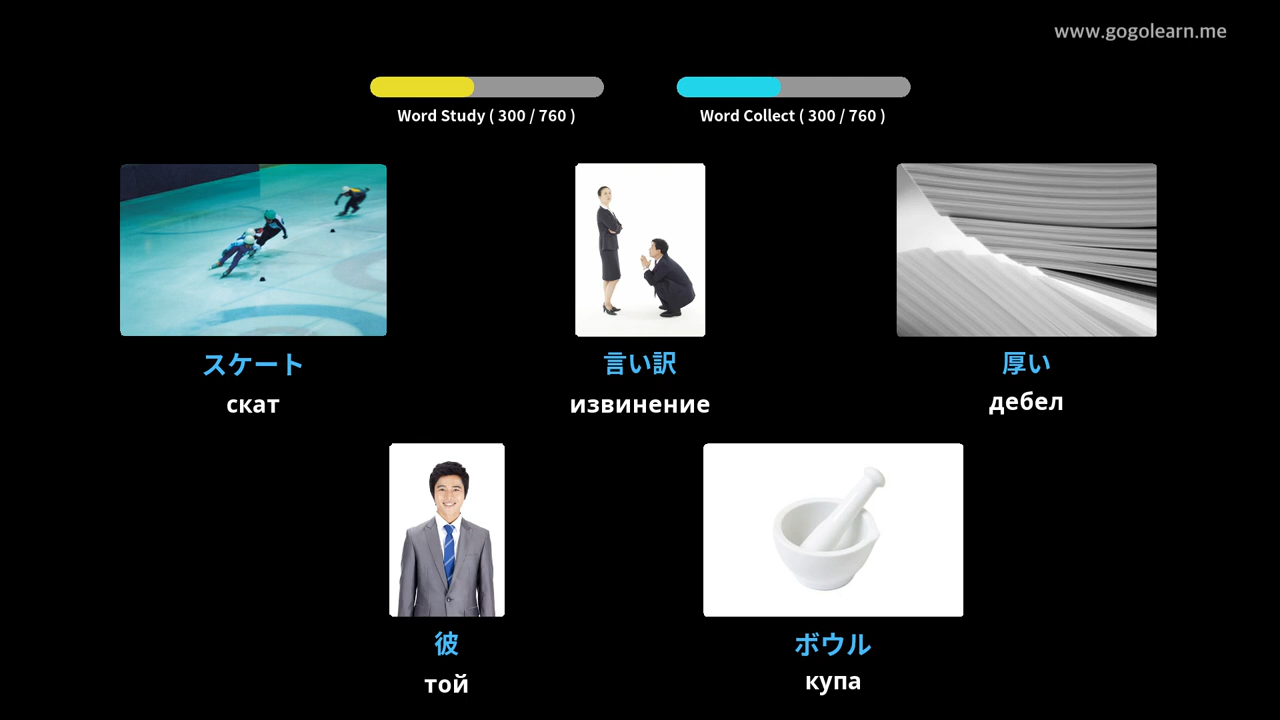 www.gogolearn.me
Word Study ( 300 / 760 )
Word Collect ( 300 / 760 )
スケート
скат
言い訳
извинение
厚い
дебел
彼
той
ボウル
купа